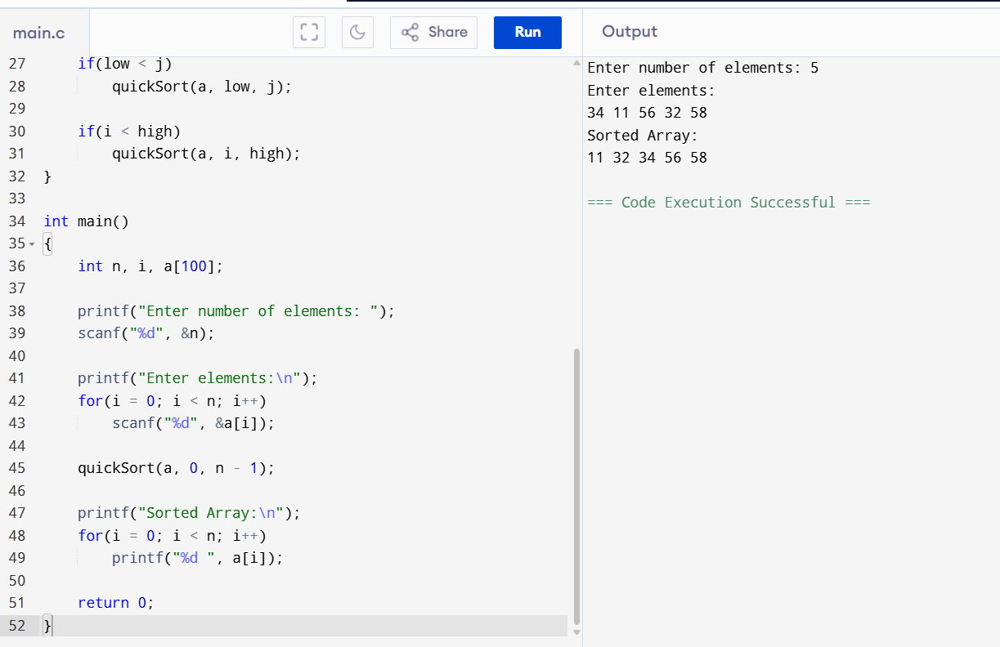 main.c
Share
Run
Output
27 if(low < j)
28 quickSort(a, low, j);
29
30 if(i < high)
31 quickSort(a, i, high);
32 }
33
34 int main()
35 {
36 int n, i, a[100];
37
38 printf("Enter number of elements: ");
39 scanf("%d", &n);
40
41 printf("Enter elements:\n");
42 for(i = 0; i < n; i++)
43 scanf("%d", &a[i]);
44
45 quickSort(a, 0, n - 1);
46
47 printf("Sorted Array:\n");
48 for(i = 0; i < n; i++)
49 printf("%d ", a[i]);
50
51 return 0;
52 }
Enter number of elements: 5
Enter elements:
34 11 56 32 58
Sorted Array:
11 32 34 56 58
=== Code Execution Successful ===